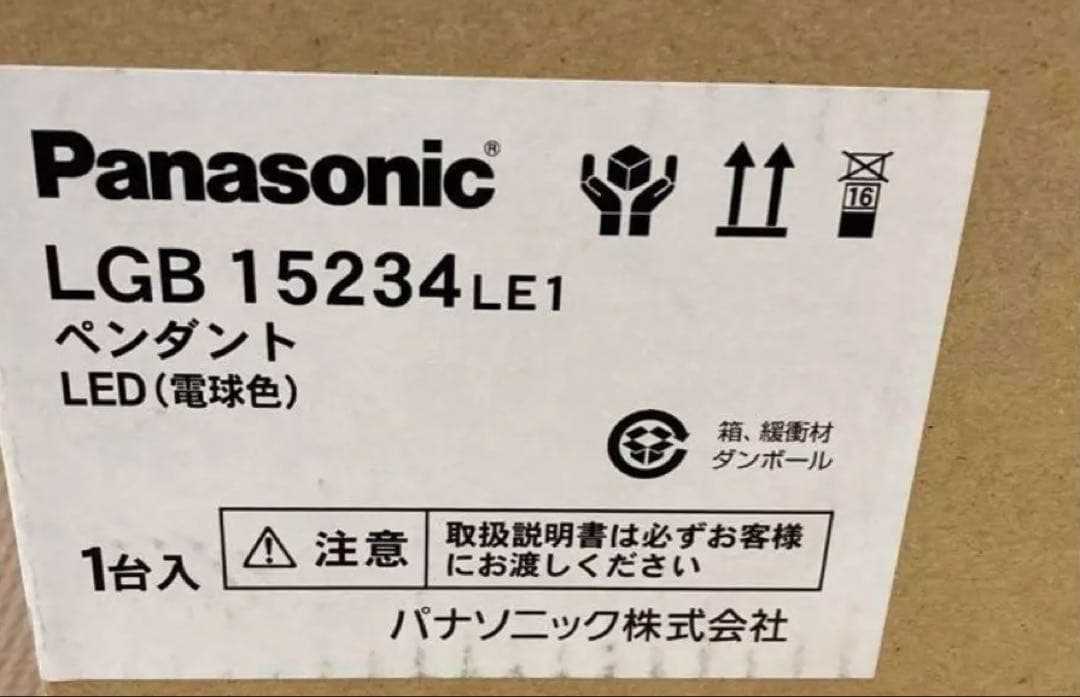 Panasonic®
16
LGB 15234 LE1
ペンダント
LED(電球色)
箱、緩衝材
ダンボール
1台入
注意
取扱説明書は必ずお客様
にお渡しください
パナソニック株式会社